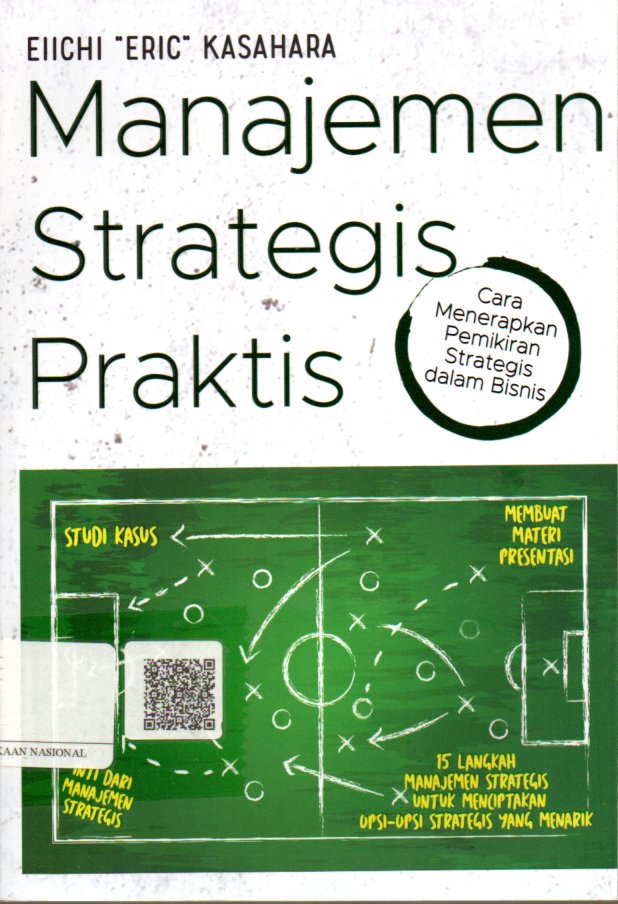 EIICHI "ERIC" KASAHARA
Manajemen
Strategis
Praktis
Cara
Menerapkan
Pemikiran
Strategis
dalam Bisnis
STUDI KASUS
MEMBUAT
MATERI
PRESENTASI
KAAN NASIONAL
INTI DARI
MANAJEMEN
STRATEGIS
15 LANGKAH
MANAJEMEN STRATEGIS
UNTUK MENCIPTAKAN
OPSI-OPSI STRATEGIS YANG MENARIK